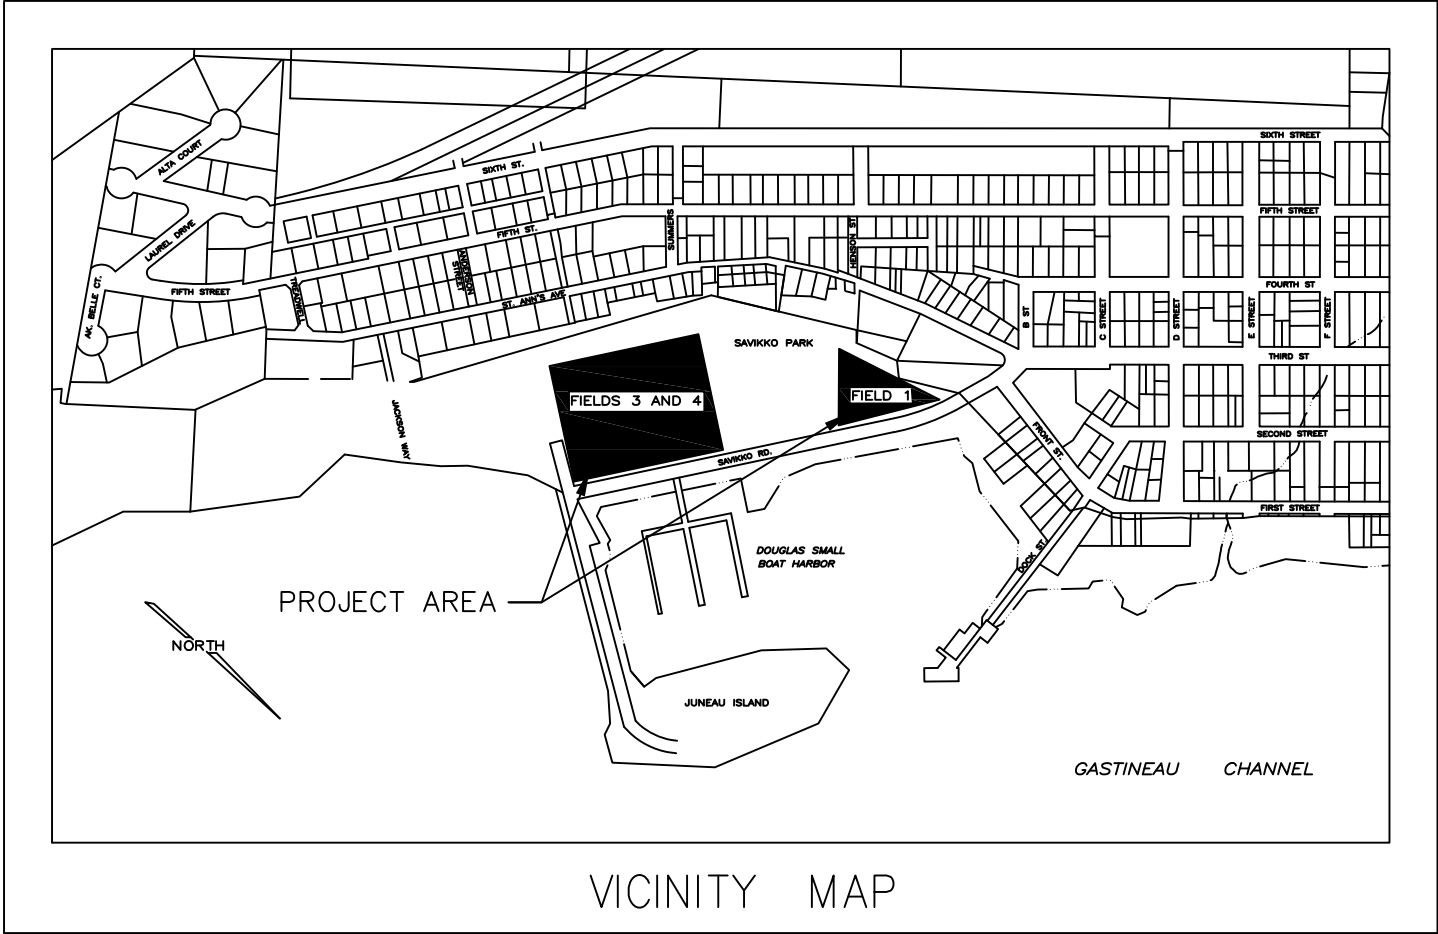 SIXTH STREET
ALTA COURT
SIXTH ST.
FIFTH STREET
SUMMERS
LAUREL DRIVE
FIFTH ST.
HENSON ST
ANDERSON
STREET
AK. BELLE CT.
FIFTH STREET
TREADWELL
ST. ANN'S AVE
FOURTH ST
B ST
C STREET
D STREET
E STREET
F STREET
SAVIKKO PARK
THIRD ST
FIELDS 3 AND 4
FIELD 1
JACKSON WAY
FRONT ST.
SECOND STREET
SAVIKKO RD.
FIRST STREET
DOUGLAS SMALL
BOAT HARBOR
DOCK ST.
PROJECT AREA
NORTH
JUNEAU ISLAND
GASTINEAU CHANNEL
VICINITY MAP